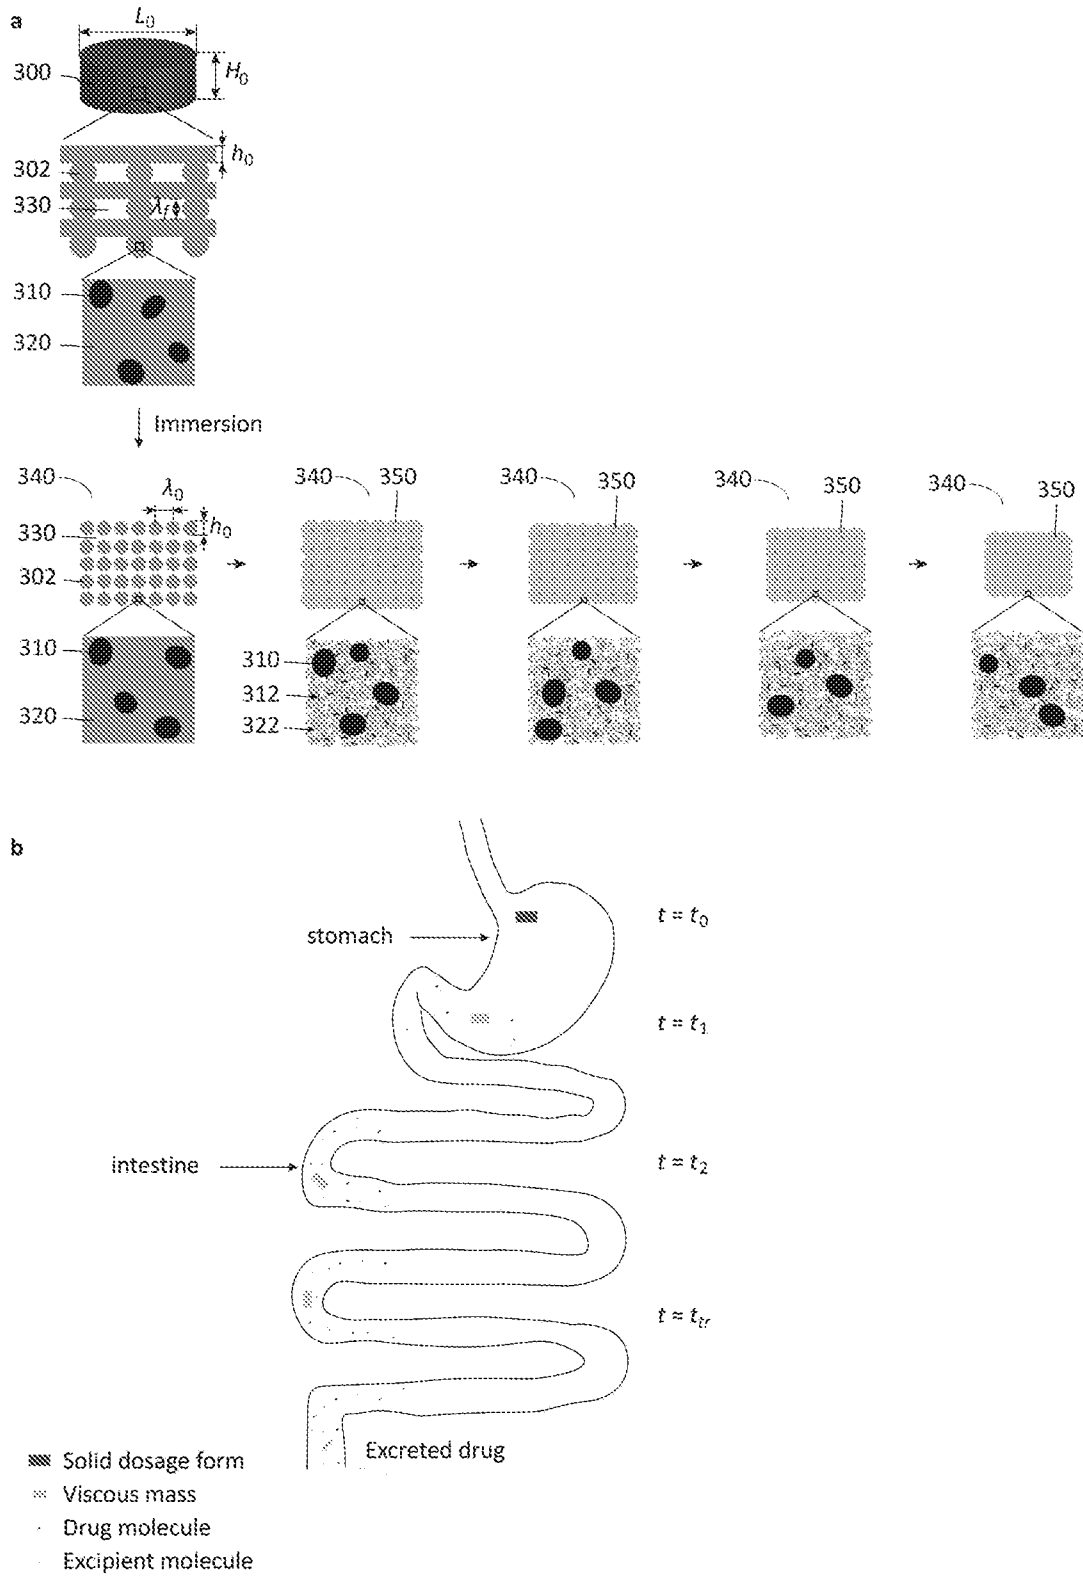 a
L₀
300
H₀
h₀
302
330
λf
310
320
Immersion
340
340
350
340
350
340
350
340
350
λ₀
330
h₀
302
310
320
310
312
322
b
t = t₀
stomach
t = t₁
intestine
t = t₂
t = tₜᵣ
Excreted drug
Solid dosage form
Viscous mass
Drug molecule
Excipient molecule